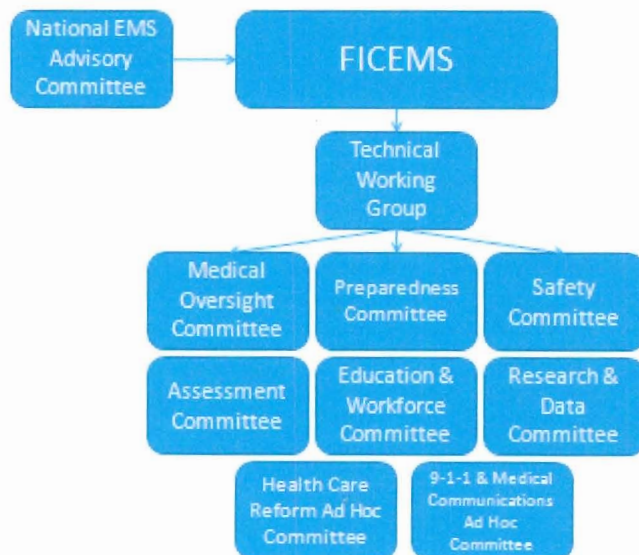 National EMS
Advisory
Committee
FICEMS
Technical
Working
Group
Medical
Oversight
Committee
Preparedness
Committee
Safety
Committee
Assessment
Committee
Education &
Workforce
Committee
Research &
Data
Committee
Health Care
Reform Ad Hoc
Committee
9-1-1 & Medical
Communications
Ad Hoc
Committee